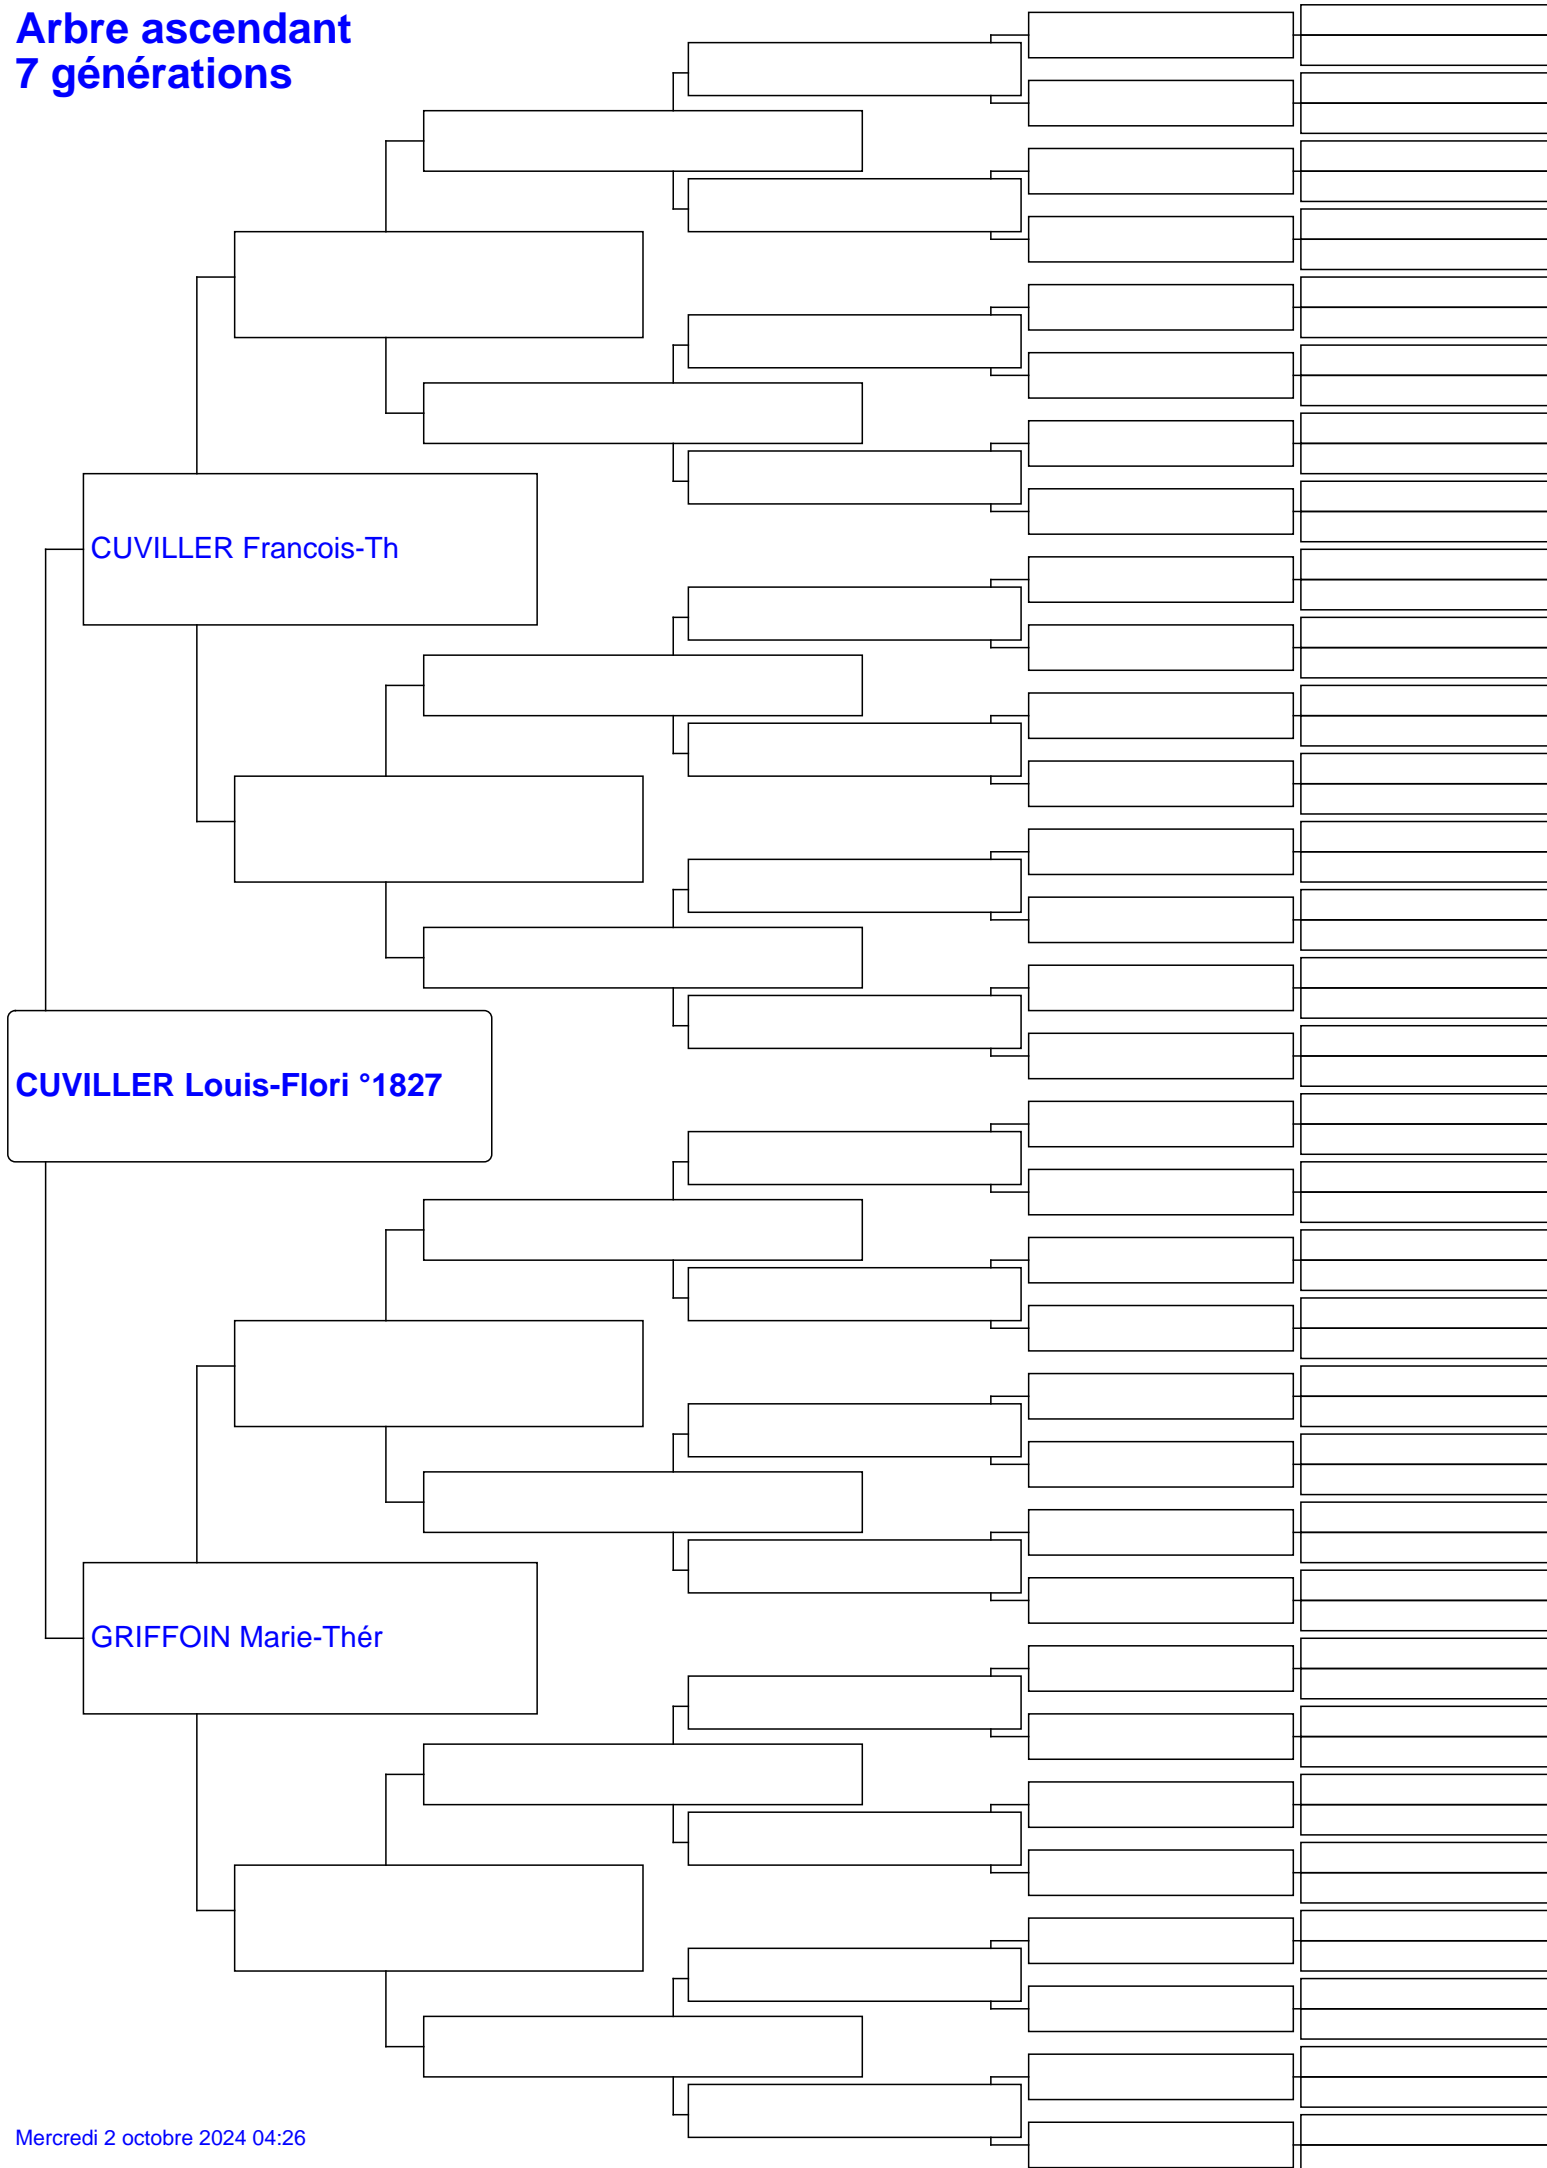 Arbre ascendant
7 générations
CUVILLER Francois-Th
CUVILLER Louis-Flori °1827
GRIFFOIN Marie-Thér
Mercredi 2 octobre 2024 04:26